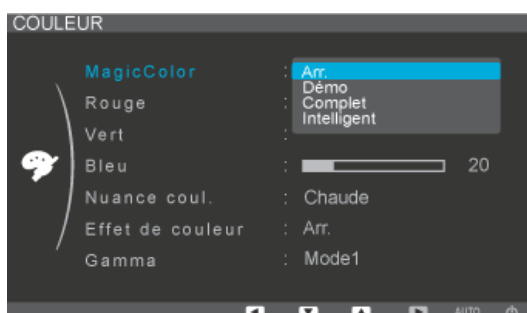 COULEUR
MagicColor : Arr.
Démo
Rouge : Complet
Intelligent
Vert :
Bleu : 20
Nuance coul. : Chaude
Effet de couleur : Arr.
Gamma : Mode1
AUTO